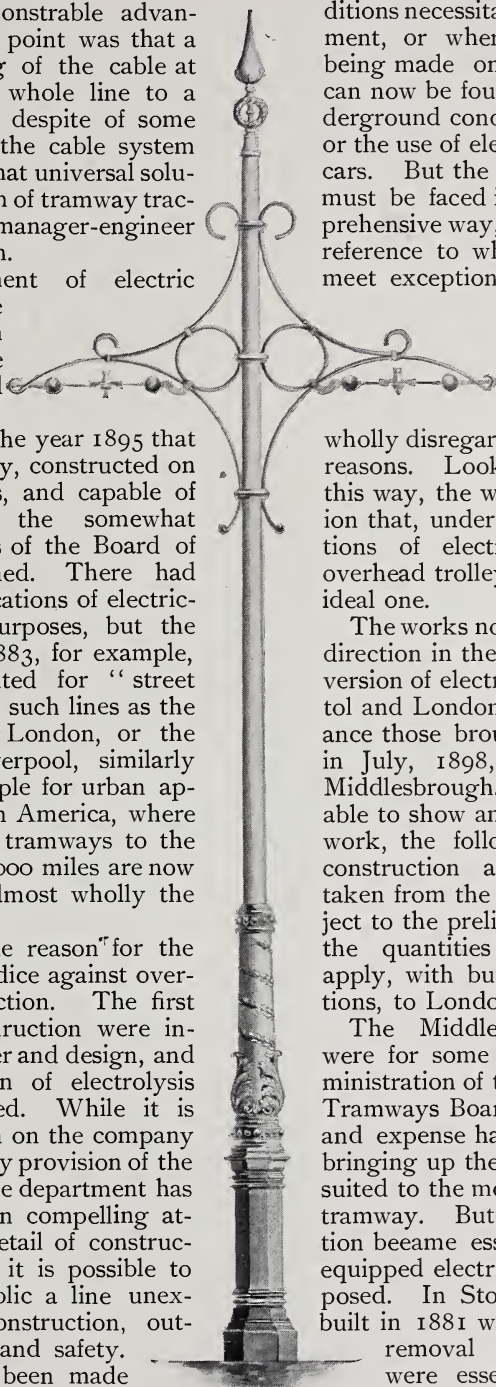 onstrable advan-
point was that a
g of the cable at
whole line to a
despite of some
the cable system
hat universal solu-
n of tramway trac-
manager-engineer
n.
ment of electric
he year 1895 that
y, constructed on
s, and capable of
the somewhat
s of the Board of
ned. There had
cations of electric-
urposes, but the
883, for example,
ted for “street
such lines as the
London, or the
verpool, similarly
ple for urban ap-
n America, where
tramways to the
000 miles are now
lmost wholly the
e reason for the
dice against over-
ction. The first
truction were in-
er and design, and
n of electrolysis
ed. While it is
n on the company
y provision of the
e department has
n compelling at-
etail of construc-
it is possible to
blic a line unex-
onstruction, out-
and safety.
been made
ditions necessita
ment, or wher
being made on
can now be fou
derground cond
or the use of ele
cars. But the
must be faced i
prehensive way,
reference to wh
meet exception
wholly disregar
reasons. Look
this way, the w
ion that, under
tions of electi
overhead trolley
ideal one.
The works no
direction in the
version of electr
tol and London
ance those brou
in July, 1898,
Middlesbrough.
able to show an
work, the follo
construction a
taken from the
ject to the preli
the quantities
apply, with bu
tions, to Londo
The Middle
were for some
ministration of t
Tramways Boar
and expense ha
bringing up the
suited to the me
tramway. But
tion beeame ess
equipped electr
posed. In Sto
built in 1881 w
removal
were esse